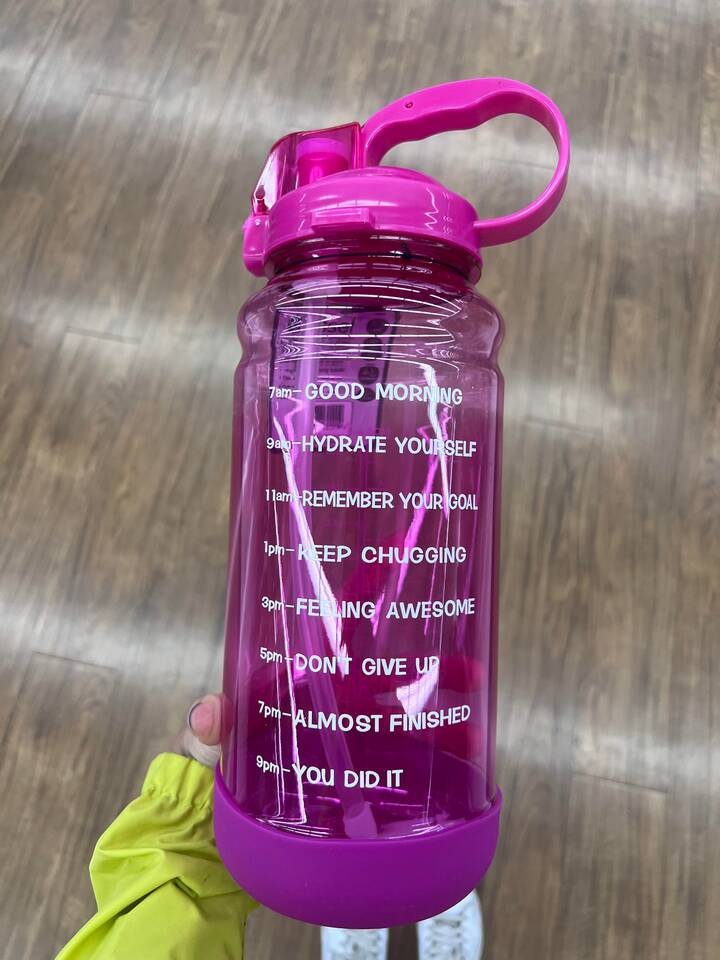 7am-GOOD MORNING
9am-HYDRATE YOURSELF
11am-REMEMBER YOUR GOAL
1pm-KEEP CHUGGING
3pm-FEELING AWESOME
5pm-DON'T GIVE UP
7pm-ALMOST FINISHED
9pm-YOU DID IT